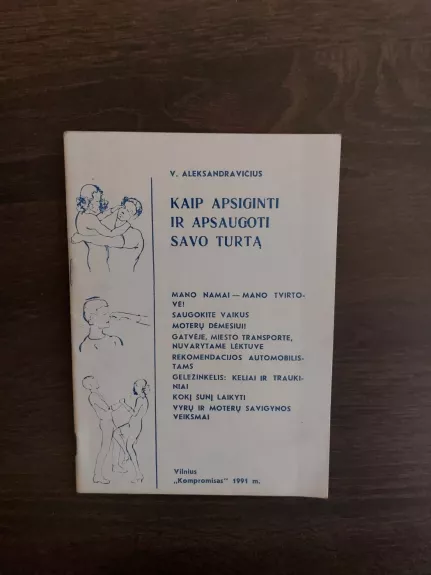 V. ALEKSANDRAVIČIUS
KAIP APSIGINTI
IR APSAUGOTI
SAVO TURTĄ
MANO NAMAI — MANO TVIRTO-
VĖ!
SAUGOKITE VAIKUS
MOTERŲ DĖMESIUI!
GATVĖJE, MIESTO TRANSPORTE,
NUVARYTAME LĖKTUVE
REKOMENDACIJOS AUTOMOBILIS-
TAMS
GELEŽINKELIS: KELIAI IR TRAUKI-
NIAI
KOKĮ ŠUNĮ LAIKYTI
VYRŲ IR MOTERŲ SAVIGYNOS
VEIKSMAI
Vilnius
„Kompromisas" 1991 m.